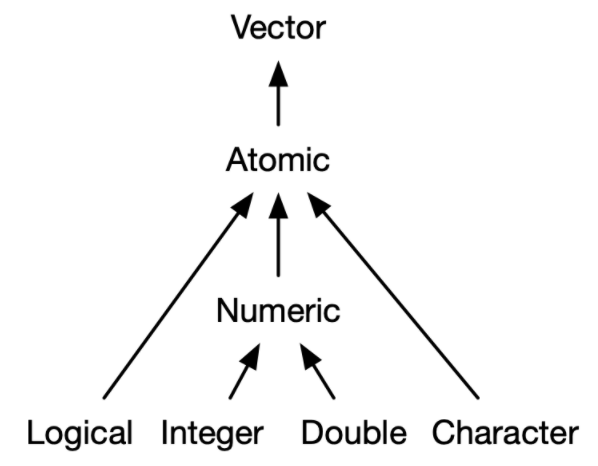 Vector
Atomic
Numeric
Logical Integer Double Character